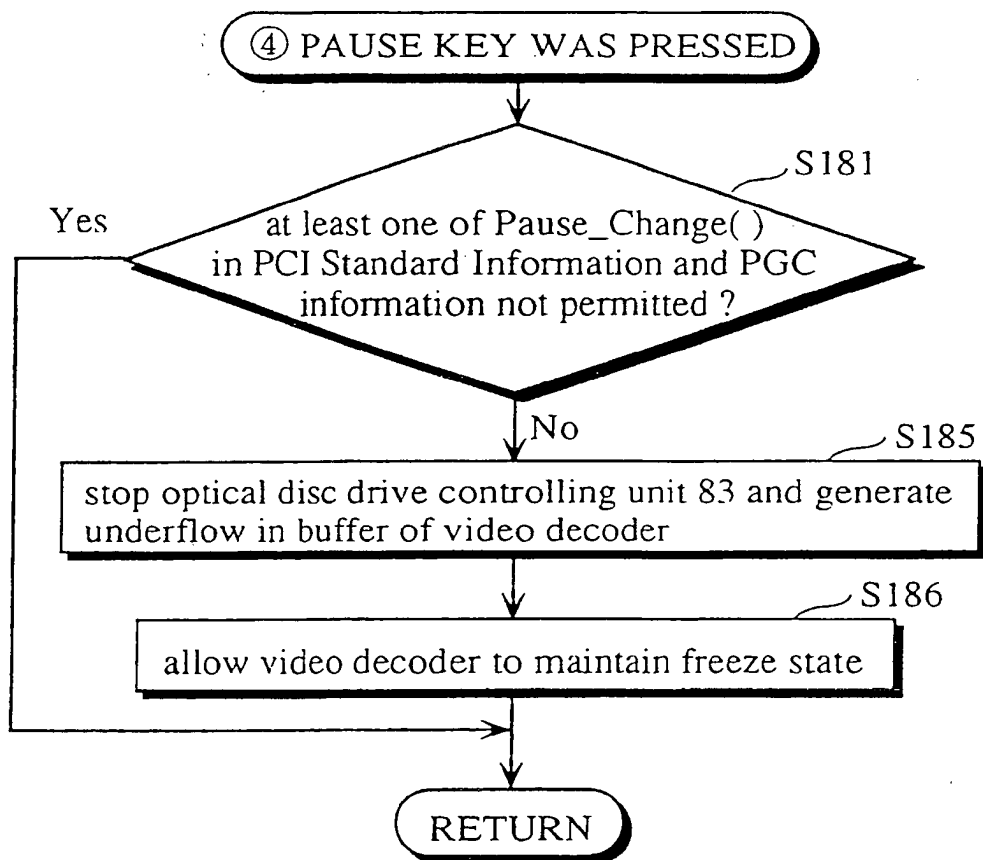 ④ PAUSE KEY WAS PRESSED
S181
Yes
at least one of Pause_Change( )
in PCI Standard Information and PGC
information not permitted ?
No
S185
stop optical disc drive controlling unit 83 and generate
underflow in buffer of video decoder
S186
allow video decoder to maintain freeze state
RETURN